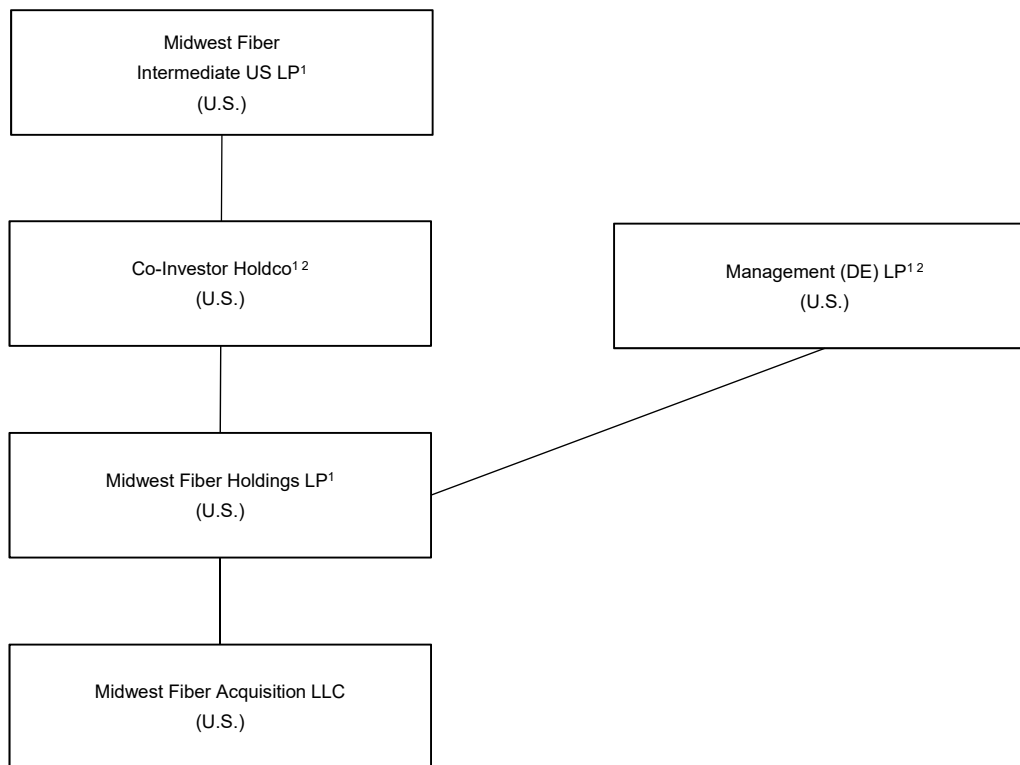 Midwest Fiber
Intermediate US LP¹
(U.S.)
Co-Investor Holdco¹ ²
(U.S.)
Management (DE) LP¹ ²
(U.S.)
Midwest Fiber Holdings LP¹
(U.S.)
Midwest Fiber Acquisition LLC
(U.S.)